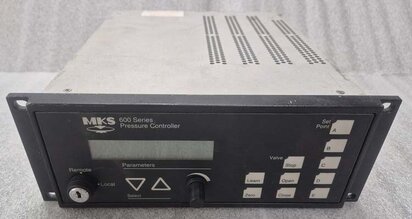 MKS
600 Series
Pressure Controller
Set
Point
A
B
Parameters
Valve
Stop
C
Remote
Local
Learn
Open
D
Select
Zero
Close
E